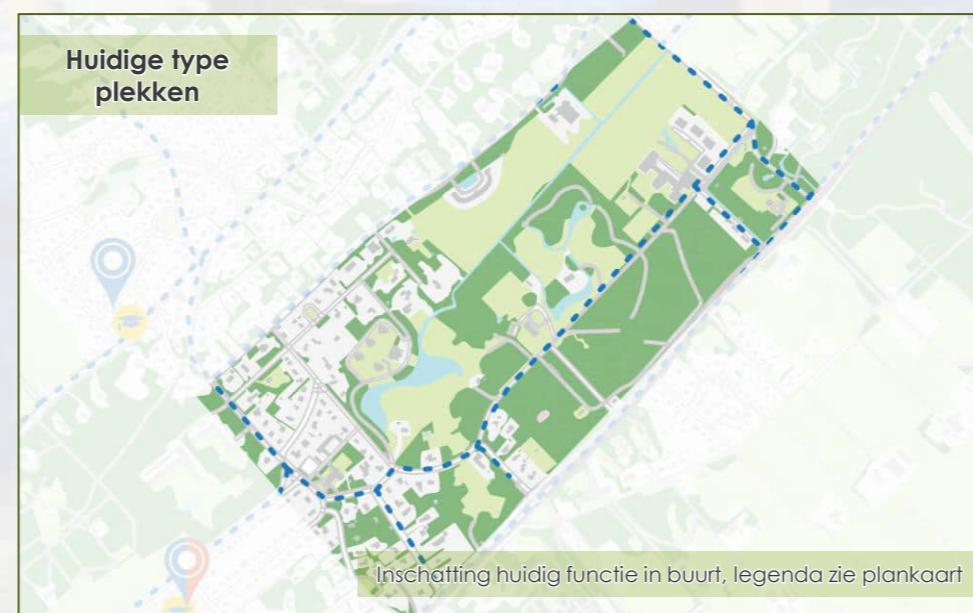 Huidige type
plekken
Inschatting huidig functie in buurt, legenda zie plankaart